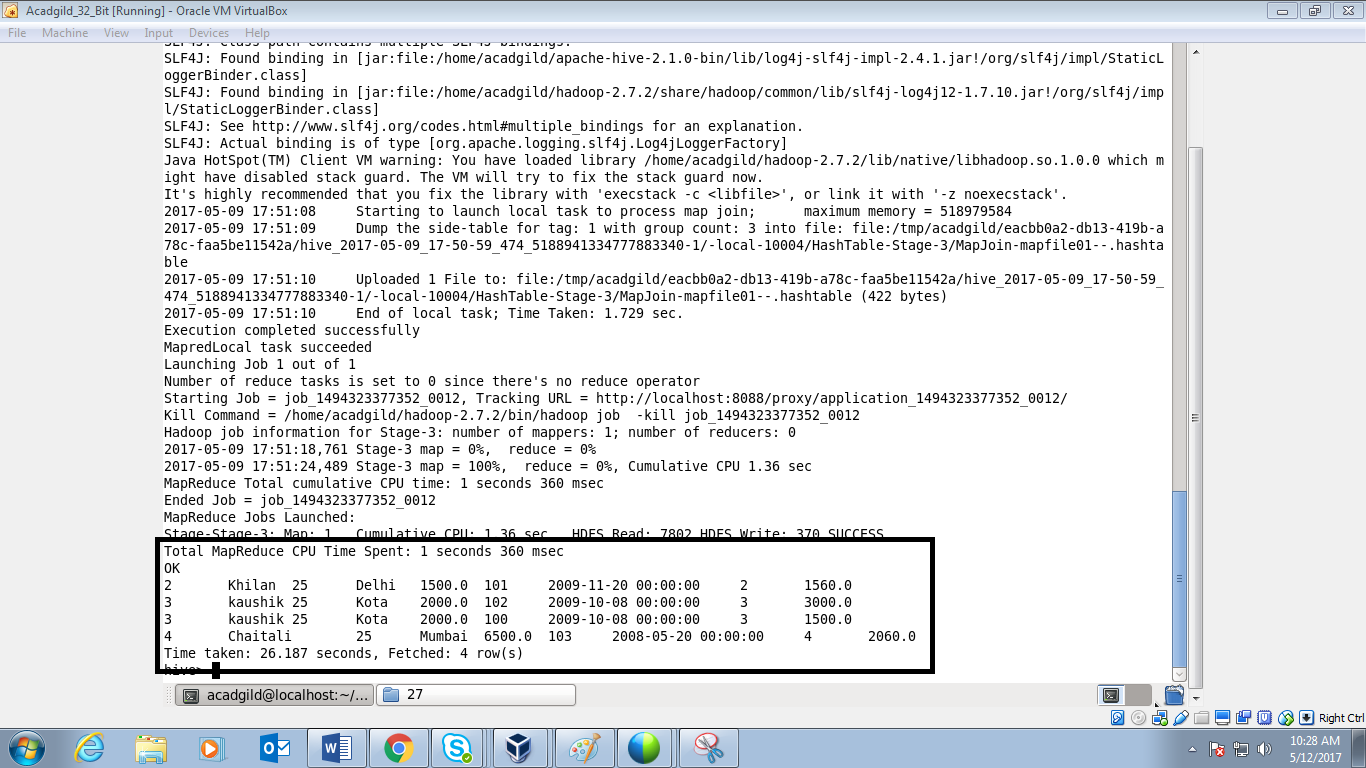 Acadgild_32_Bit [Running] - Oracle VM VirtualBox
File Machine View Input Devices Help
SLF4J: Class path contains multiple SLF4J bindings.
SLF4J: Found binding in [jar:file:/home/acadgild/apache-hive-2.1.0-bin/lib/log4j-slf4j-impl-2.4.1.jar!/org/slf4j/impl/StaticL
oggerBinder.class]
SLF4J: Found binding in [jar:file:/home/acadgild/hadoop-2.7.2/share/hadoop/common/lib/slf4j-log4j12-1.7.10.jar!/org/slf4j/imp
l/StaticLoggerBinder.class]
SLF4J: See http://www.slf4j.org/codes.html#multiple_bindings for an explanation.
SLF4J: Actual binding is of type [org.apache.logging.slf4j.Log4jLoggerFactory]
Java HotSpot(TM) Client VM warning: You have loaded library /home/acadgild/hadoop-2.7.2/lib/native/libhadoop.so.1.0.0 which m
ight have disabled stack guard. The VM will try to fix the stack guard now.
It's highly recommended that you fix the library with 'execstack -c <libfile>', or link it with '-z noexecstack'.
2017-05-09 17:51:08 Starting to launch local task to process map join; maximum memory = 518979584
2017-05-09 17:51:09 Dump the side-table for tag: 1 with group count: 3 into file: file:/tmp/acadgild/eacbb0a2-db13-419b-a
78c-faa5be11542a/hive_2017-05-09_17-50-59_474_5188941334777883340-1/-local-10004/HashTable-Stage-3/MapJoin-mapfile01--.hashta
ble
2017-05-09 17:51:10 Uploaded 1 File to: file:/tmp/acadgild/eacbb0a2-db13-419b-a78c-faa5be11542a/hive_2017-05-09_17-50-59_
474_5188941334777883340-1/-local-10004/HashTable-Stage-3/MapJoin-mapfile01--.hashtable (422 bytes)
2017-05-09 17:51:10 End of local task; Time Taken: 1.729 sec.
Execution completed successfully
MapredLocal task succeeded
Launching Job 1 out of 1
Number of reduce tasks is set to 0 since there's no reduce operator
Starting Job = job_1494323377352_0012, Tracking URL = http://localhost:8088/proxy/application_1494323377352_0012/
Kill Command = /home/acadgild/hadoop-2.7.2/bin/hadoop job -kill job_1494323377352_0012
Hadoop job information for Stage-3: number of mappers: 1; number of reducers: 0
2017-05-09 17:51:18,761 Stage-3 map = 0%, reduce = 0%
2017-05-09 17:51:24,489 Stage-3 map = 100%, reduce = 0%, Cumulative CPU 1.36 sec
MapReduce Total cumulative CPU time: 1 seconds 360 msec
Ended Job = job_1494323377352_0012
MapReduce Jobs Launched:
Stage-Stage-3: Map: 1 Cumulative CPU: 1.36 sec HDFS Read: 7802 HDFS Write: 370 SUCCESS
Total MapReduce CPU Time Spent: 1 seconds 360 msec
OK
2 Khilan 25 Delhi 1500.0 101 2009-11-20 00:00:00 2 1560.0
3 kaushik 25 Kota 2000.0 102 2009-10-08 00:00:00 3 3000.0
3 kaushik 25 Kota 2000.0 100 2009-10-08 00:00:00 3 1500.0
4 Chaitali 25 Mumbai 6500.0 103 2008-05-20 00:00:00 4 2060.0
Time taken: 26.187 seconds, Fetched: 4 row(s)
hive>
acadgild@localhost:~/... 27
Right Ctrl
10:28 AM
5/12/2017